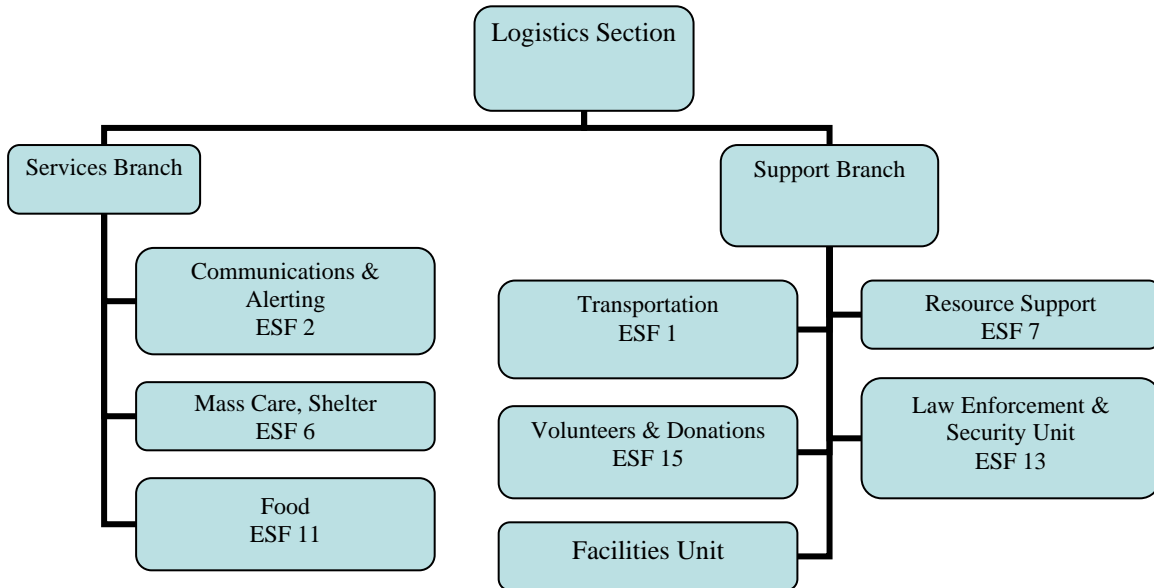 Logistics Section
Services Branch
Support Branch
Communications &
Alerting
ESF 2
Mass Care, Shelter
ESF 6
Food
ESF 11
Transportation
ESF 1
Volunteers & Donations
ESF 15
Facilities Unit
Resource Support
ESF 7
Law Enforcement &
Security Unit
ESF 13